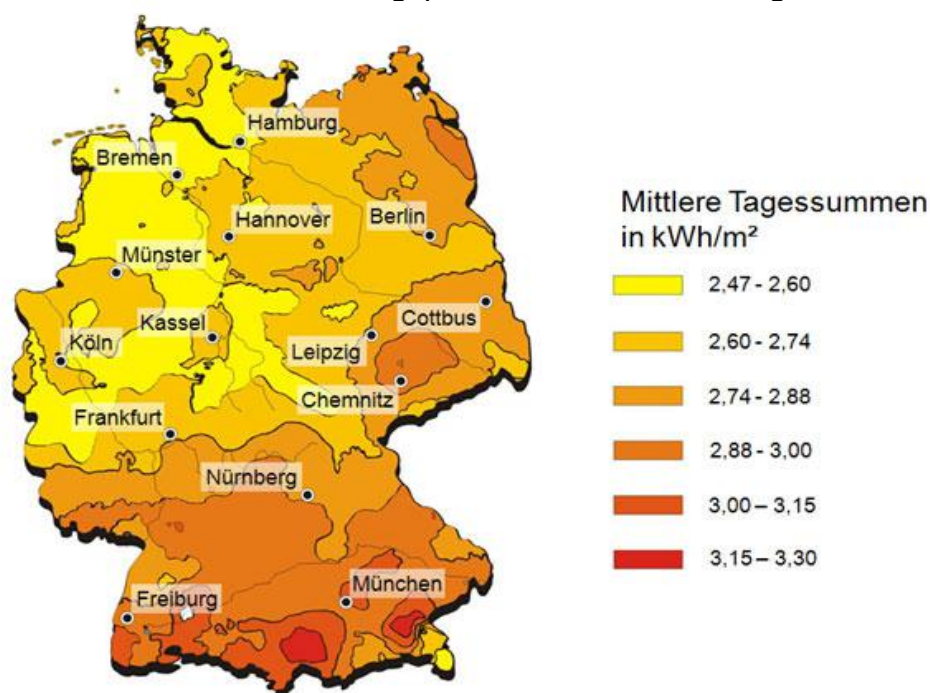 Hamburg
Bremen
Hannover
Berlin
Münster
Kassel
Cottbus
Köln
Leipzig
Chemnitz
Frankfurt
Nürnberg
München
Freiburg
Mittlere Tagessummen
in kWh/m²
2,47 - 2,60
2,60 - 2,74
2,74 - 2,88
2,88 - 3,00
3,00 – 3,15
3,15 – 3,30